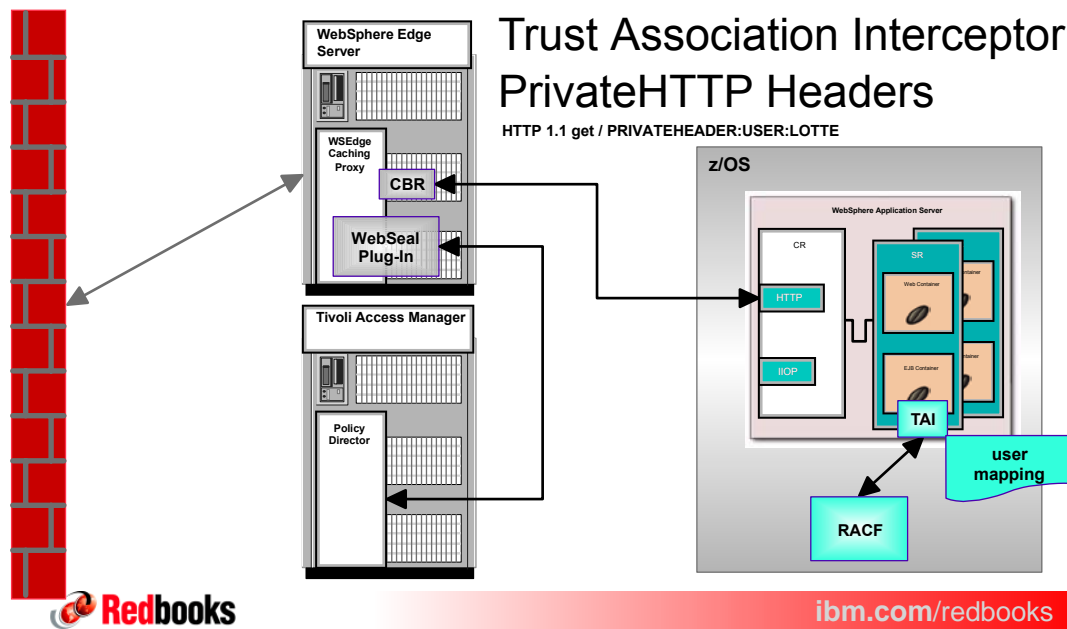 Trust Association Interceptor
PrivateHTTP Headers
HTTP 1.1 get / PRIVATEHEADER:USER:LOTTE
WebSphere Edge
Server
WSEdge
Caching
Proxy
CBR
WebSeal
Plug-In
Tivoli Access Manager
Policy
Director
z/OS
WebSphere Application Server
CR
HTTP
IIOP
SR
Web Container
EJB Container
ntainer
ntainer
TAI
user
mapping
RACF
Redbooks
ibm.com/redbooks